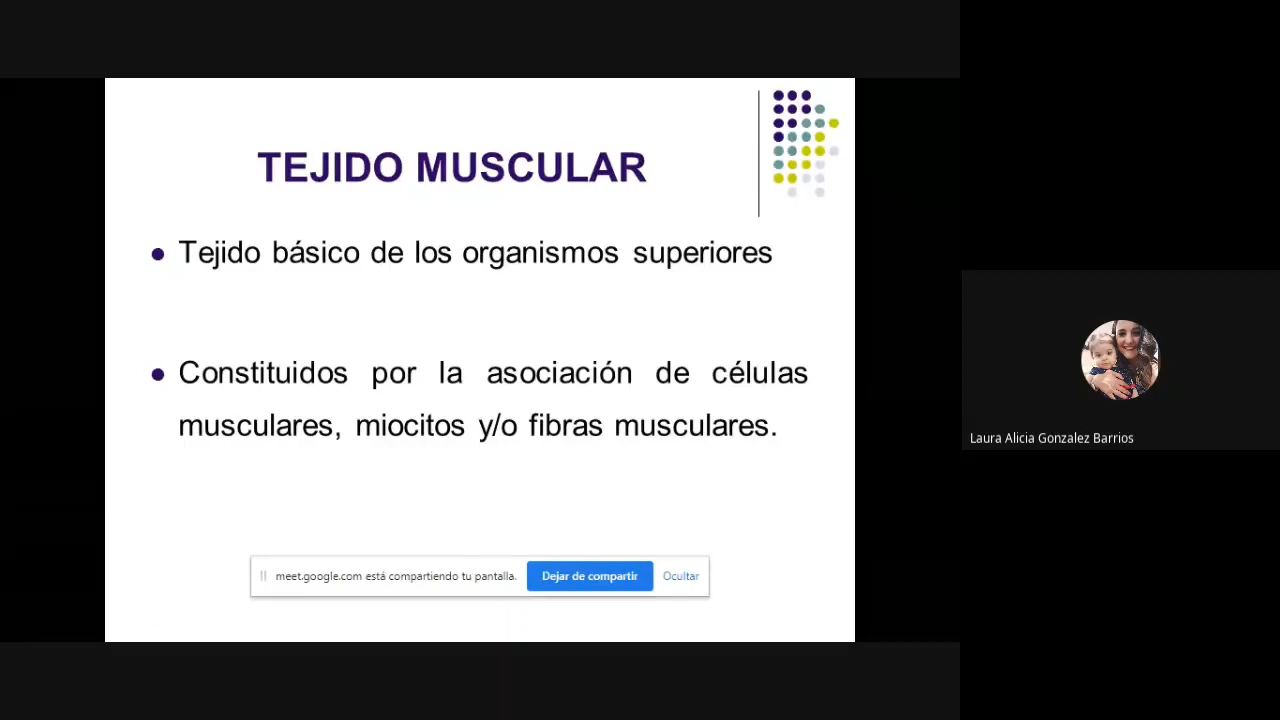 TEJIDO MUSCULAR
● Tejido básico de los organismos superiores
● Constituidos por la asociación de células
musculares, miocitos y/o fibras musculares.
meet.google.com está compartiendo tu pantalla. Dejar de compartir Ocultar
Laura Alicia Gonzalez Barrios